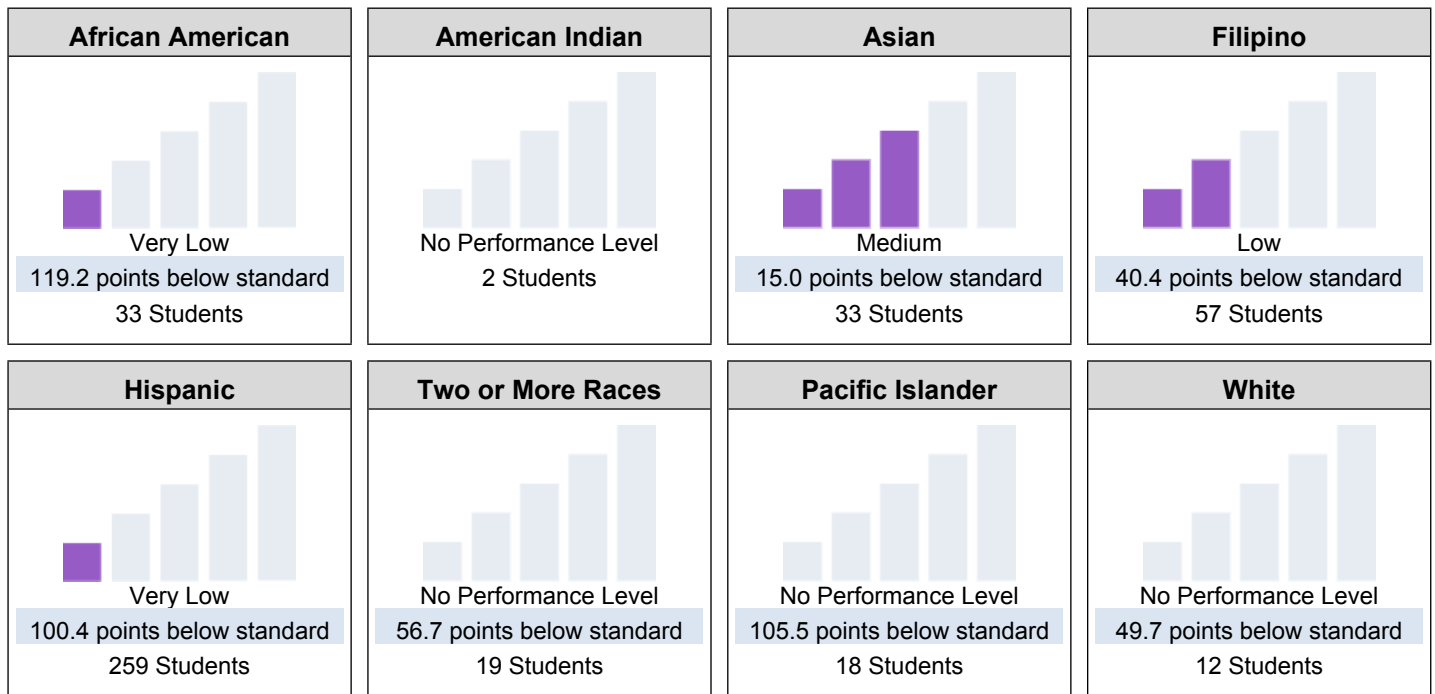 African American
Very Low
119.2 points below standard
33 Students
American Indian
No Performance Level
2 Students
Asian
Medium
15.0 points below standard
33 Students
Filipino
Low
40.4 points below standard
57 Students
Hispanic
Very Low
100.4 points below standard
259 Students
Two or More Races
No Performance Level
56.7 points below standard
19 Students
Pacific Islander
No Performance Level
105.5 points below standard
18 Students
White
No Performance Level
49.7 points below standard
12 Students